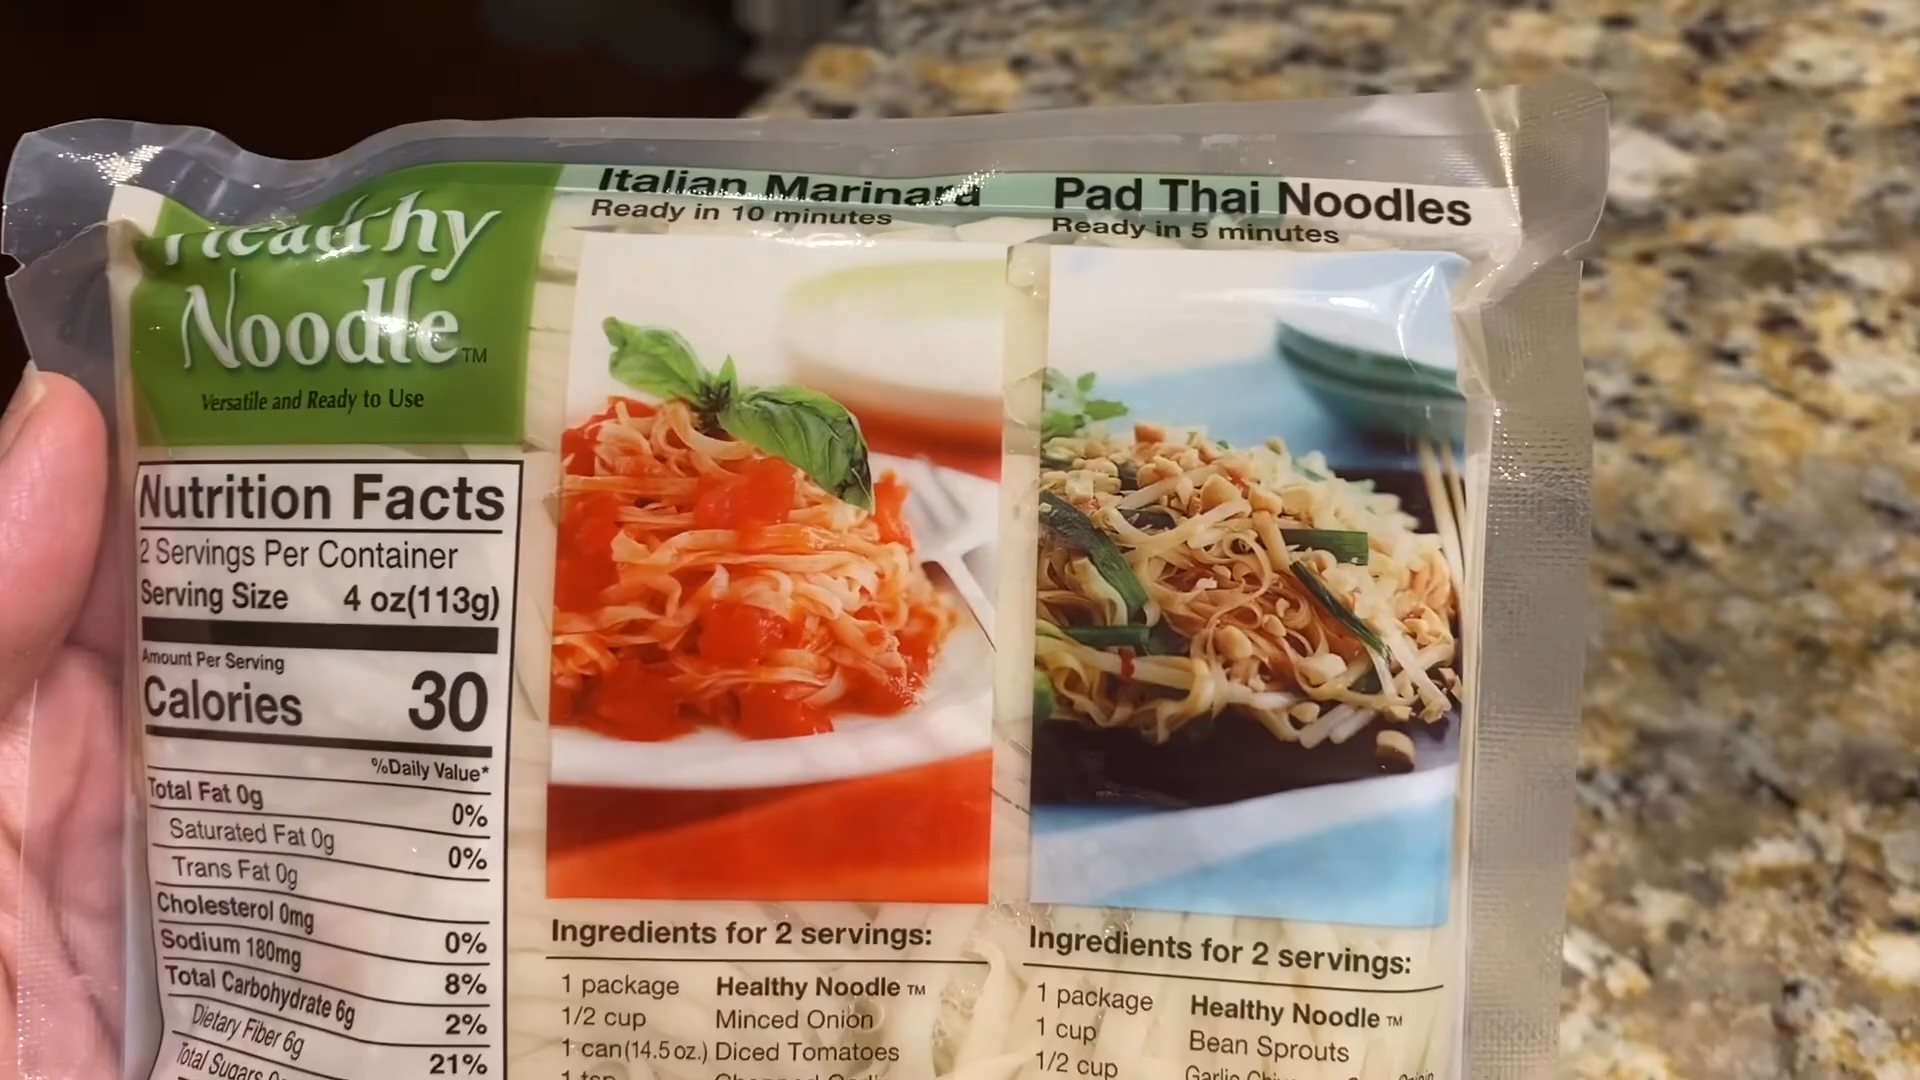 Healthy
Noodle™
Versatile and Ready to Use
Nutrition Facts
2 Servings Per Container
Serving Size 4 oz(113g)
Amount Per Serving
Calories 30
%Daily Value*
Total Fat 0g 0%
Saturated Fat 0g 0%
Trans Fat 0g
Cholesterol 0mg 0%
Sodium 180mg 8%
Total Carbohydrate 6g 2%
Dietary Fiber 6g 21%
Total Sugars
Italian Marinara
Ready in 10 minutes
Ingredients for 2 servings:
1 package Healthy Noodle™
1/2 cup Minced Onion
1 can(14.5 oz.) Diced Tomatoes
1 tsp
Pad Thai Noodles
Ready in 5 minutes
Ingredients for 2 servings:
1 package Healthy Noodle™
1 cup Bean Sprouts
1/2 cup Garlic